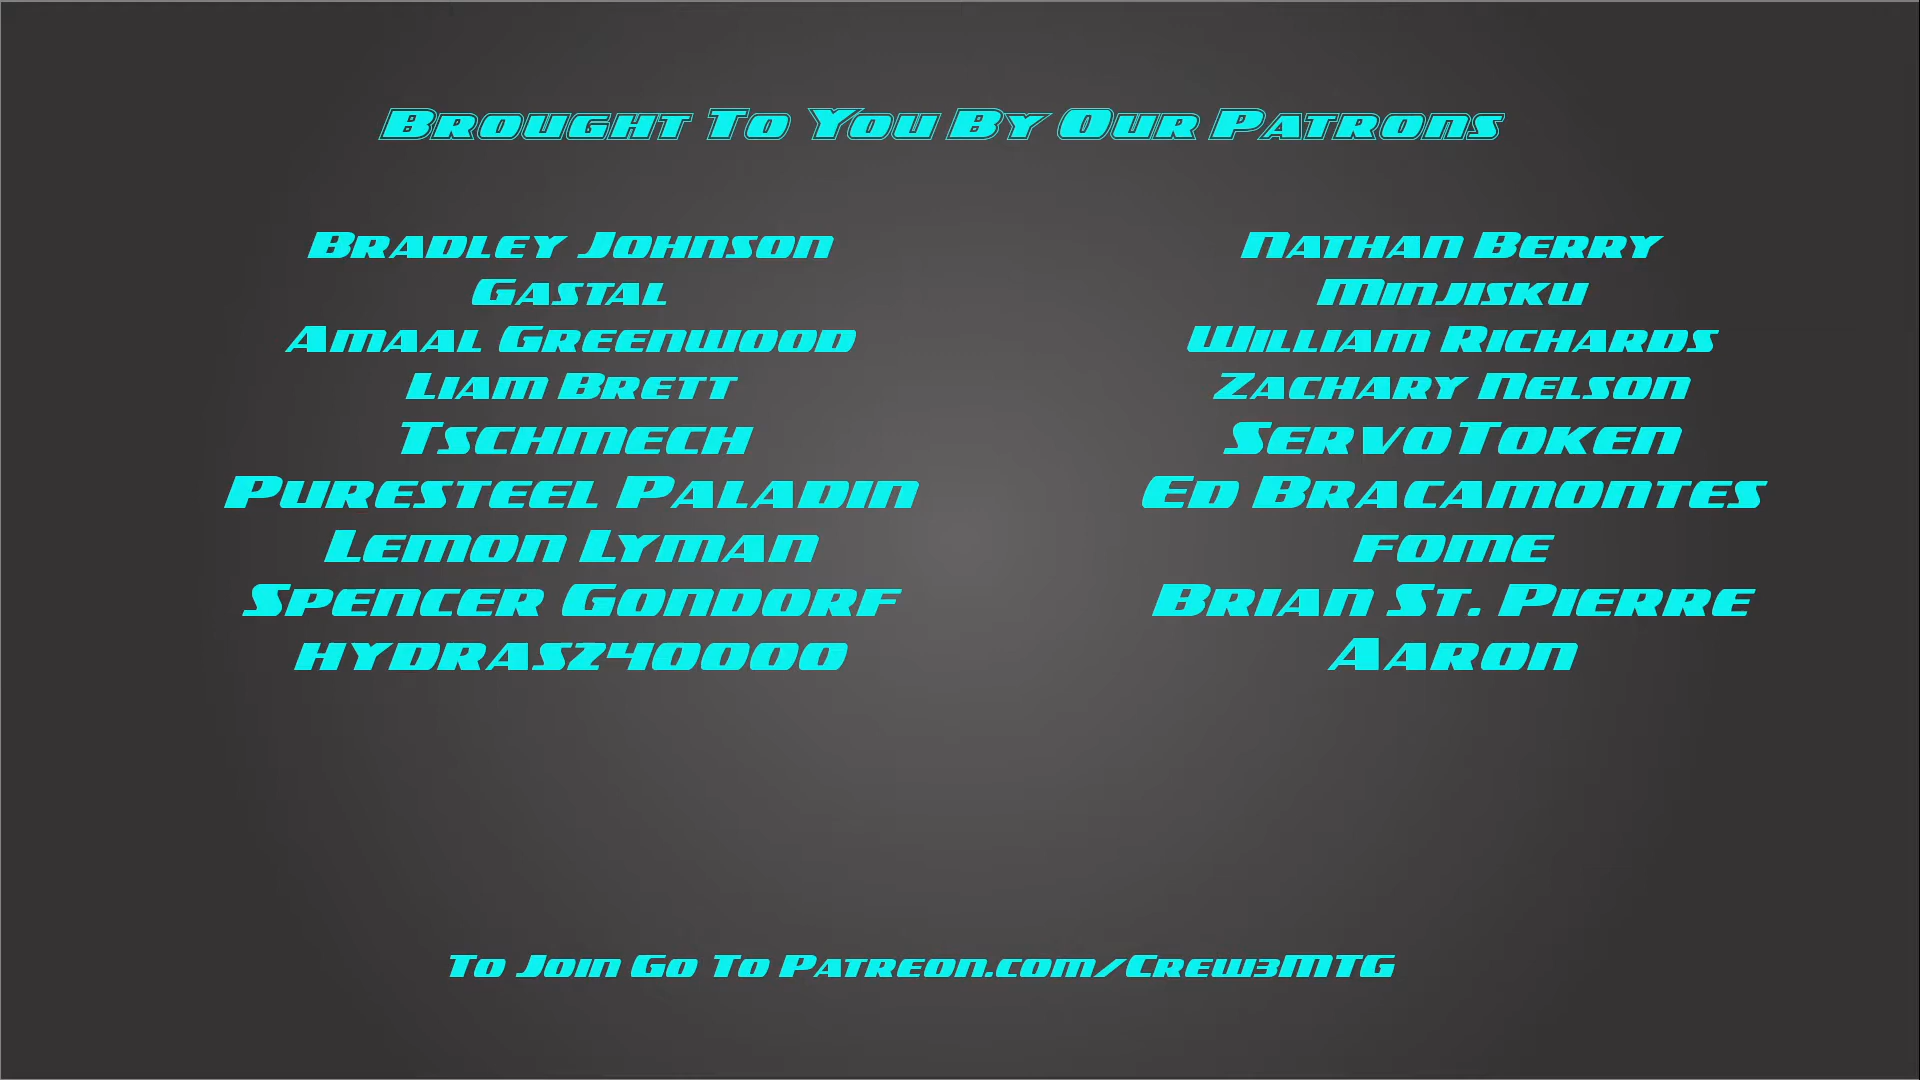 Brought To You By Our Patrons
Bradley Johnson
Gastal
Amaal Greenwood
Liam Brett
Tschmech
Puresteel Paladin
Lemon Lyman
Spencer Gondorf
hydras240000
Nathan Berry
Minjisku
William Richards
Zachary Nelson
ServoToken
Ed Bracamontes
fome
Brian St. Pierre
Aaron
To Join Go To Patreon.com/Crew3MTG